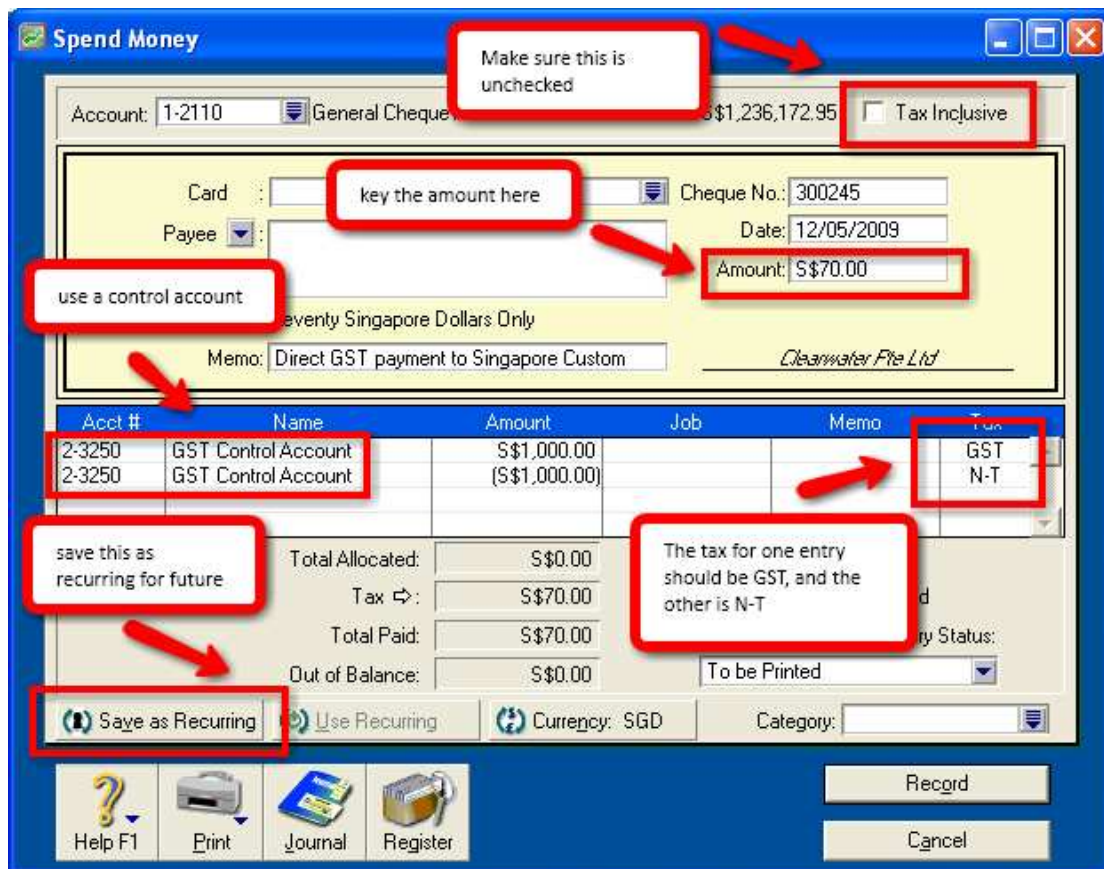 Spend Money
Make sure this is
unchecked
Account: 1-2110 General Cheque S$1,236,172.95 Tax Inclusive
Card : key the amount here Cheque No.: 300245
Payee : Date: 12/05/2009
Amount: S$70.00
use a control account
Seventy Singapore Dollars Only
Memo: Direct GST payment to Singapore Custom Clearwater Pte Ltd
Acct # Name Amount Job Memo Tax
2-3250 GST Control Account S$1,000.00 GST
2-3250 GST Control Account (S$1,000.00) N-T
save this as
recurring for future
The tax for one entry
should be GST, and the
other is N-T
Total Allocated: S$0.00
Tax ⇨: S$70.00
Total Paid: S$70.00 Status:
Out of Balance: S$0.00 To be Printed
Save as Recurring Use Recurring Currency: SGD Category:
Help F1 Print Journal Register
Record
Cancel